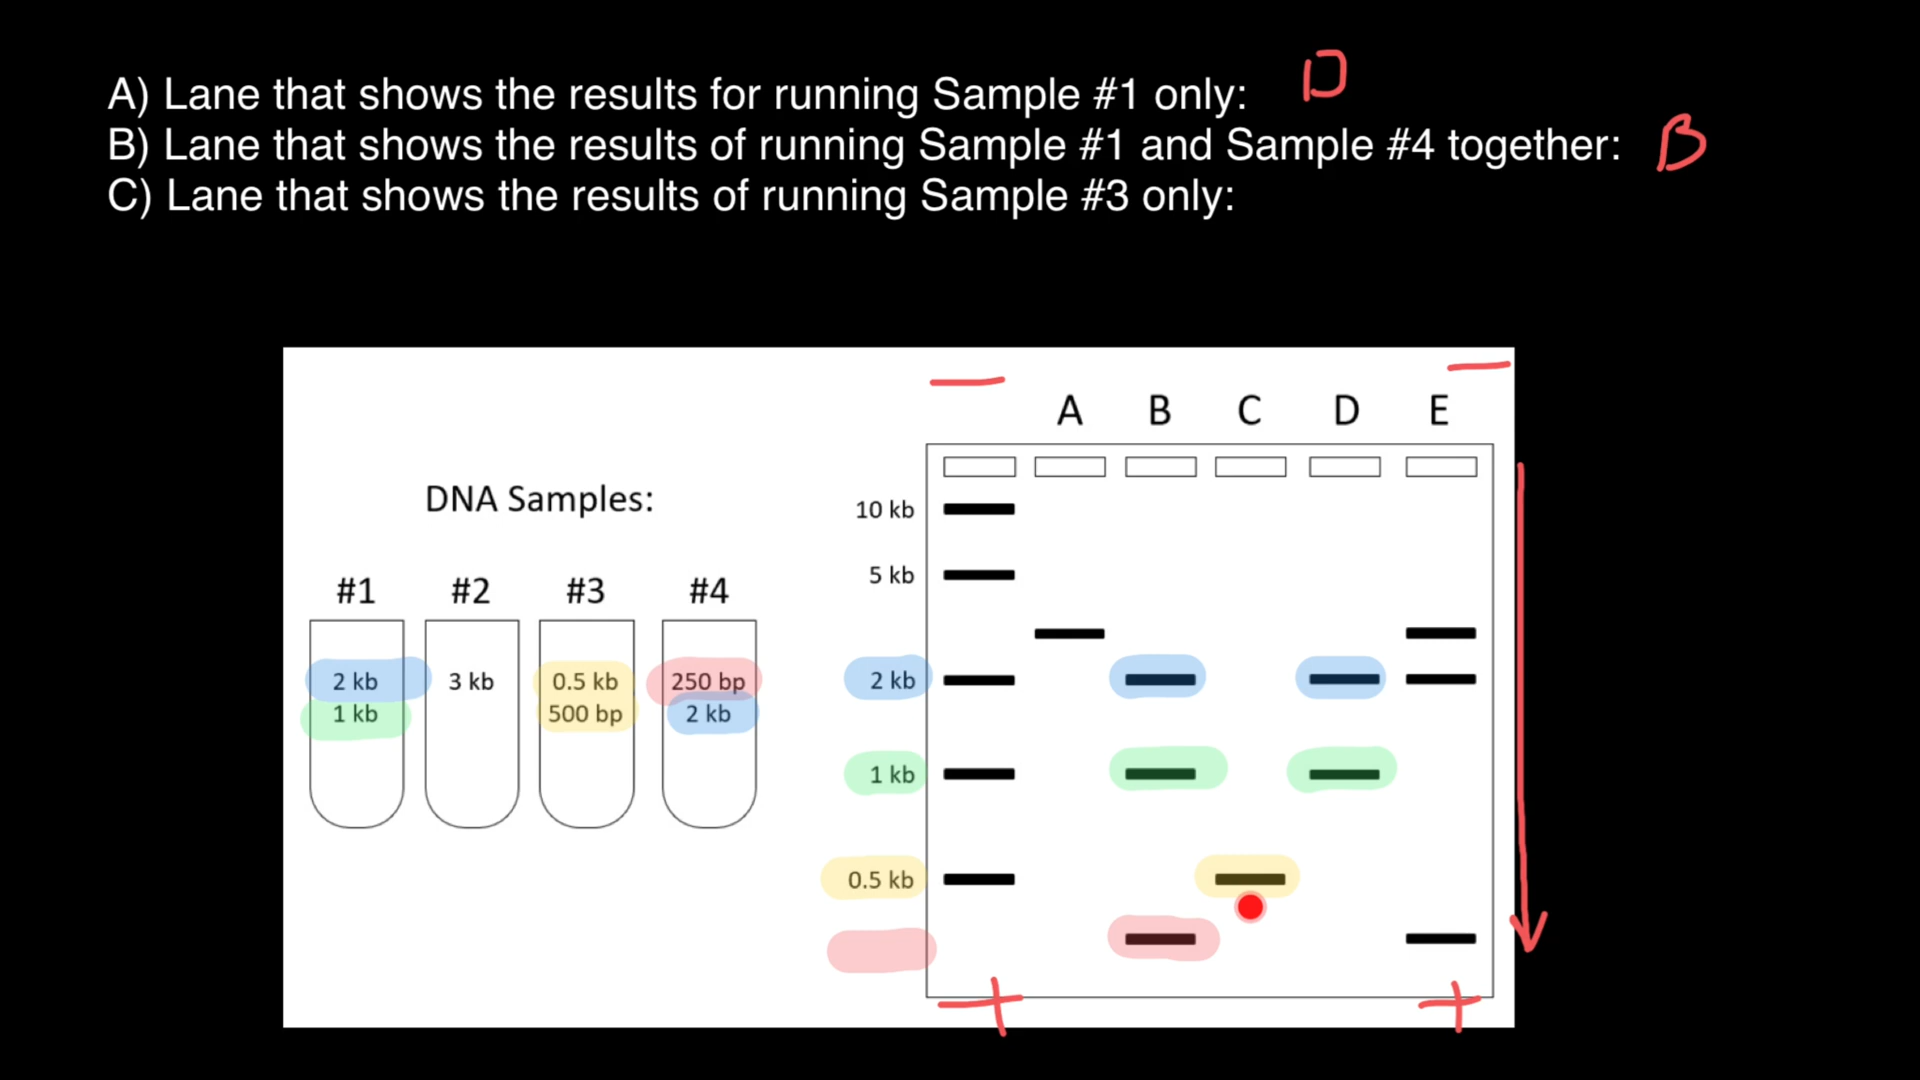 A) Lane that shows the results for running Sample #1 only: D
B) Lane that shows the results of running Sample #1 and Sample #4 together: B
C) Lane that shows the results of running Sample #3 only:
A B C D E
DNA Samples:
#1 #2 #3 #4
2 kb 3 kb 0.5 kb 250 bp
1 kb 500 bp 2 kb
10 kb
5 kb
2 kb
1 kb
0.5 kb